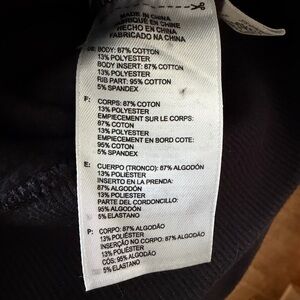 MADE IN CHINA
FABRIQUÉ EN CHINE
HECHO EN CHINA
FABRICADO NA CHINA
BODY: 87% COTTON
13% POLYESTER
BODY INSERT: 87% COTTON
13% POLYESTER
RIB PART: 95% COTTON
5% SPANDEX
F: CORPS: 87% COTON
13% POLYESTER
EMPIECEMENT SUR LE CORPS:
87% COTON
13% POLYESTER
EMPIECEMENT EN BORD COTE:
95% COTON
5% SPANDEX
E: CUERPO (TRONCO): 87% ALGODÓN
13% POLIÉSTER
INSERTO EN LA PRENDA:
87% ALGODÓN
13% POLIÉSTER
PARTE DEL CORDONCILLO:
95% ALGODÓN
5% ELASTANO
P: CORPO: 87% ALGODÃO
13% POLIÉSTER
INSERÇÃO NO CORPO: 87% ALGODÃO
13% POLIÉSTER
CÓS: 95% ALGODÃO
5% ELASTANO